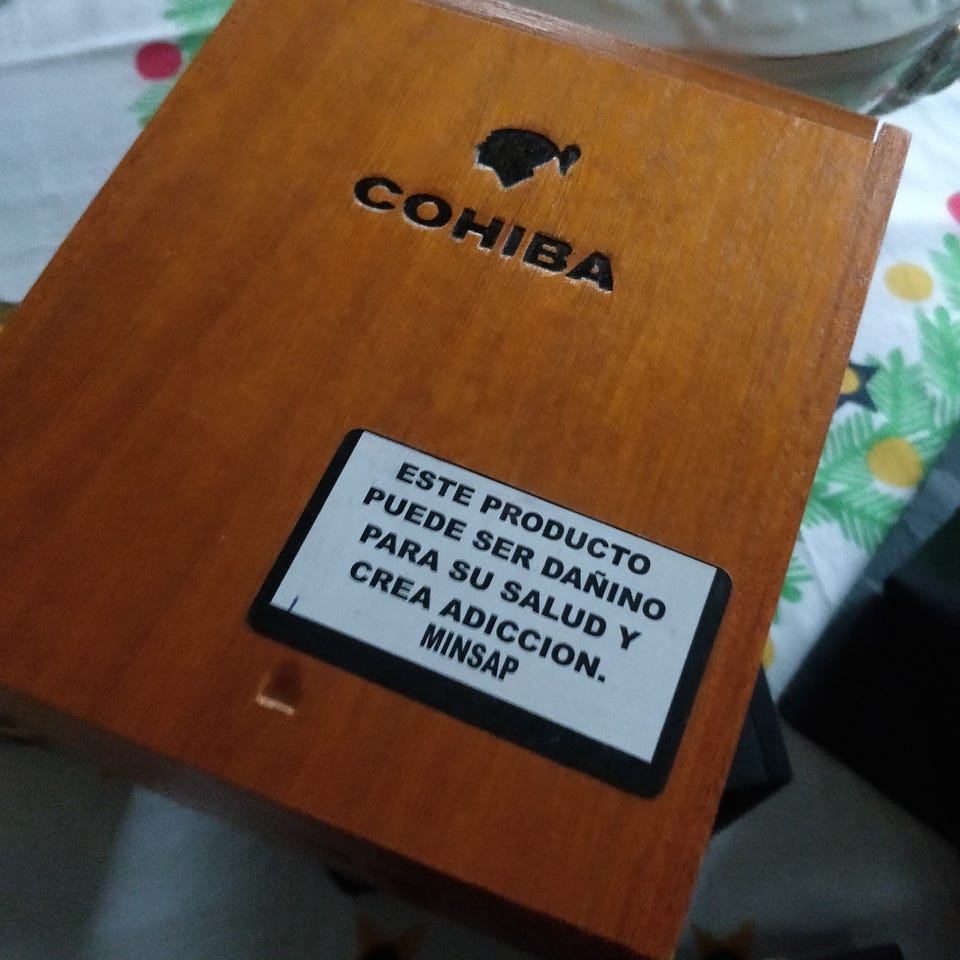 COHIBA
ESTE PRODUCTO
PUEDE SER DAÑINO
PARA SU SALUD Y
CREA ADICCION.
MINSAP